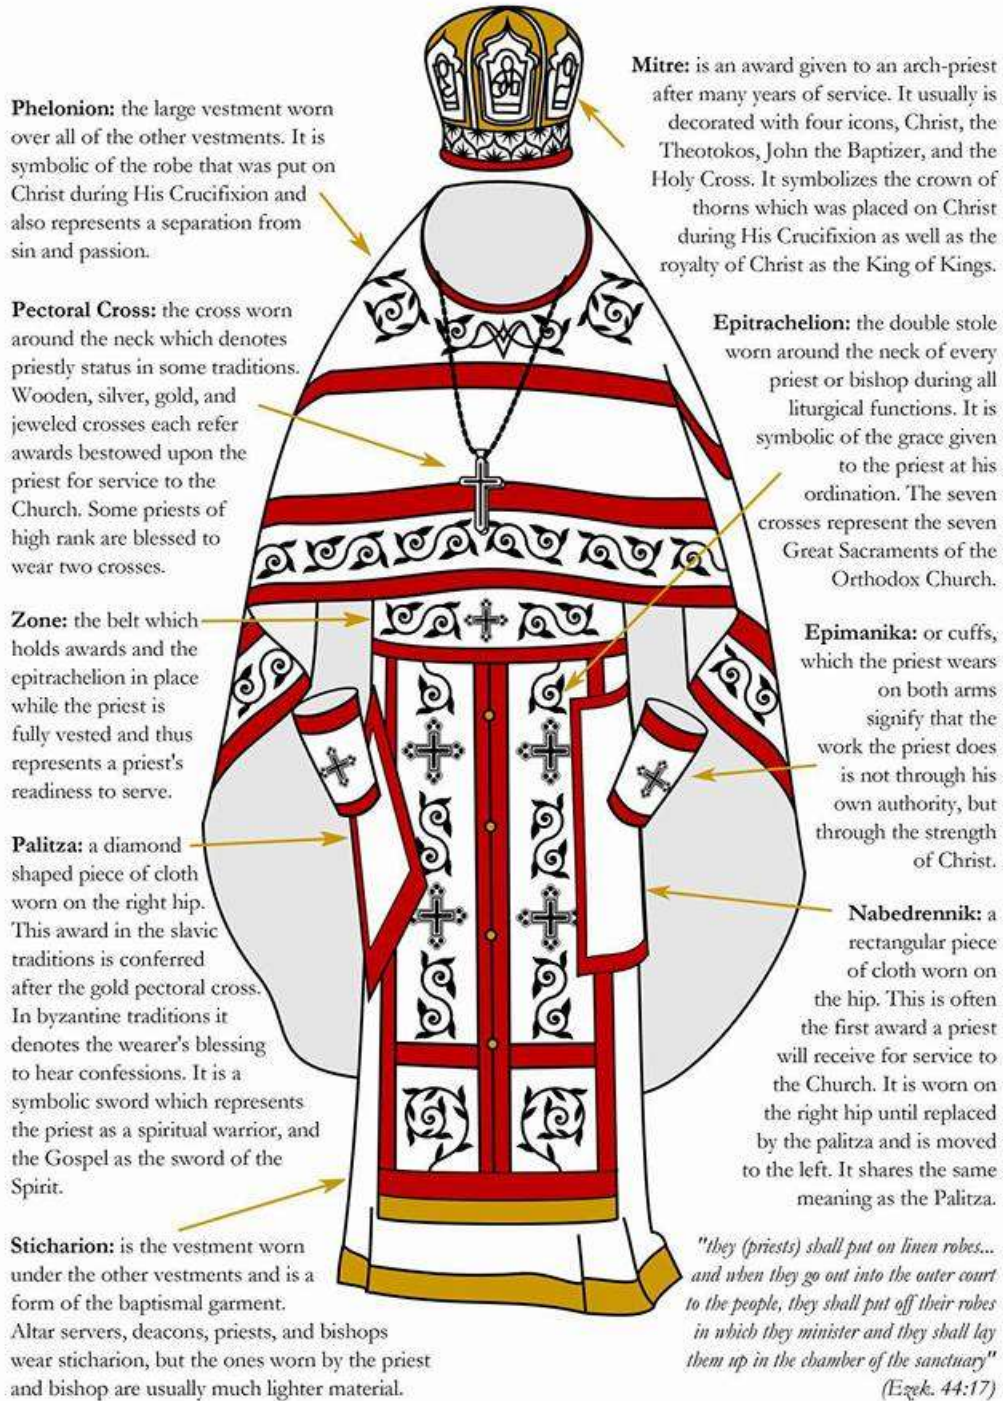 Phelonion: the large vestment worn
over all of the other vestments. It is
symbolic of the robe that was put on
Christ during His Crucifixion and
also represents a separation from
sin and passion.
Pectoral Cross: the cross worn
around the neck which denotes
priestly status in some traditions.
Wooden, silver, gold, and
jeweled crosses each refer
awards bestowed upon the
priest for service to the
Church. Some priests of
high rank are blessed to
wear two crosses.
Zone: the belt which
holds awards and the
epitrachelion in place
while the priest is
fully vested and thus
represents a priest's
readiness to serve.
Palitza: a diamond
shaped piece of cloth
worn on the right hip.
This award in the slavic
traditions is conferred
after the gold pectoral cross.
In byzantine traditions it
denotes the wearer's blessing
to hear confessions. It is a
symbolic sword which represents
the priest as a spiritual warrior, and
the Gospel as the sword of the
Spirit.
Sticharion: is the vestment worn
under the other vestments and is a
form of the baptismal garment.
Altar servers, deacons, priests, and bishops
wear sticharion, but the ones worn by the priest
and bishop are usually much lighter material.
Mitre: is an award given to an arch-priest
after many years of service. It usually is
decorated with four icons, Christ, the
Theotokos, John the Baptizer, and the
Holy Cross. It symbolizes the crown of
thorns which was placed on Christ
during His Crucifixion as well as the
royalty of Christ as the King of Kings.
Epitrachelion: the double stole
worn around the neck of every
priest or bishop during all
liturgical functions. It is
symbolic of the grace given
to the priest at his
ordination. The seven
crosses represent the seven
Great Sacraments of the
Orthodox Church.
Epimanika: or cuffs,
which the priest wears
on both arms
signify that the
work the priest does
is not through his
own authority, but
through the strength
of Christ.
Nabedrennik: a
rectangular piece
of cloth worn on
the hip. This is often
the first award a priest
will receive for service to
the Church. It is worn on
the right hip until replaced
by the palitza and is moved
to the left. It shares the same
meaning as the Palitza.
"they (priests) shall put on linen robes...
and when they go out into the outer court
to the people, they shall put off their robes
in which they minister and they shall lay
them up in the chamber of the sanctuary"
(Ezek. 44:17)